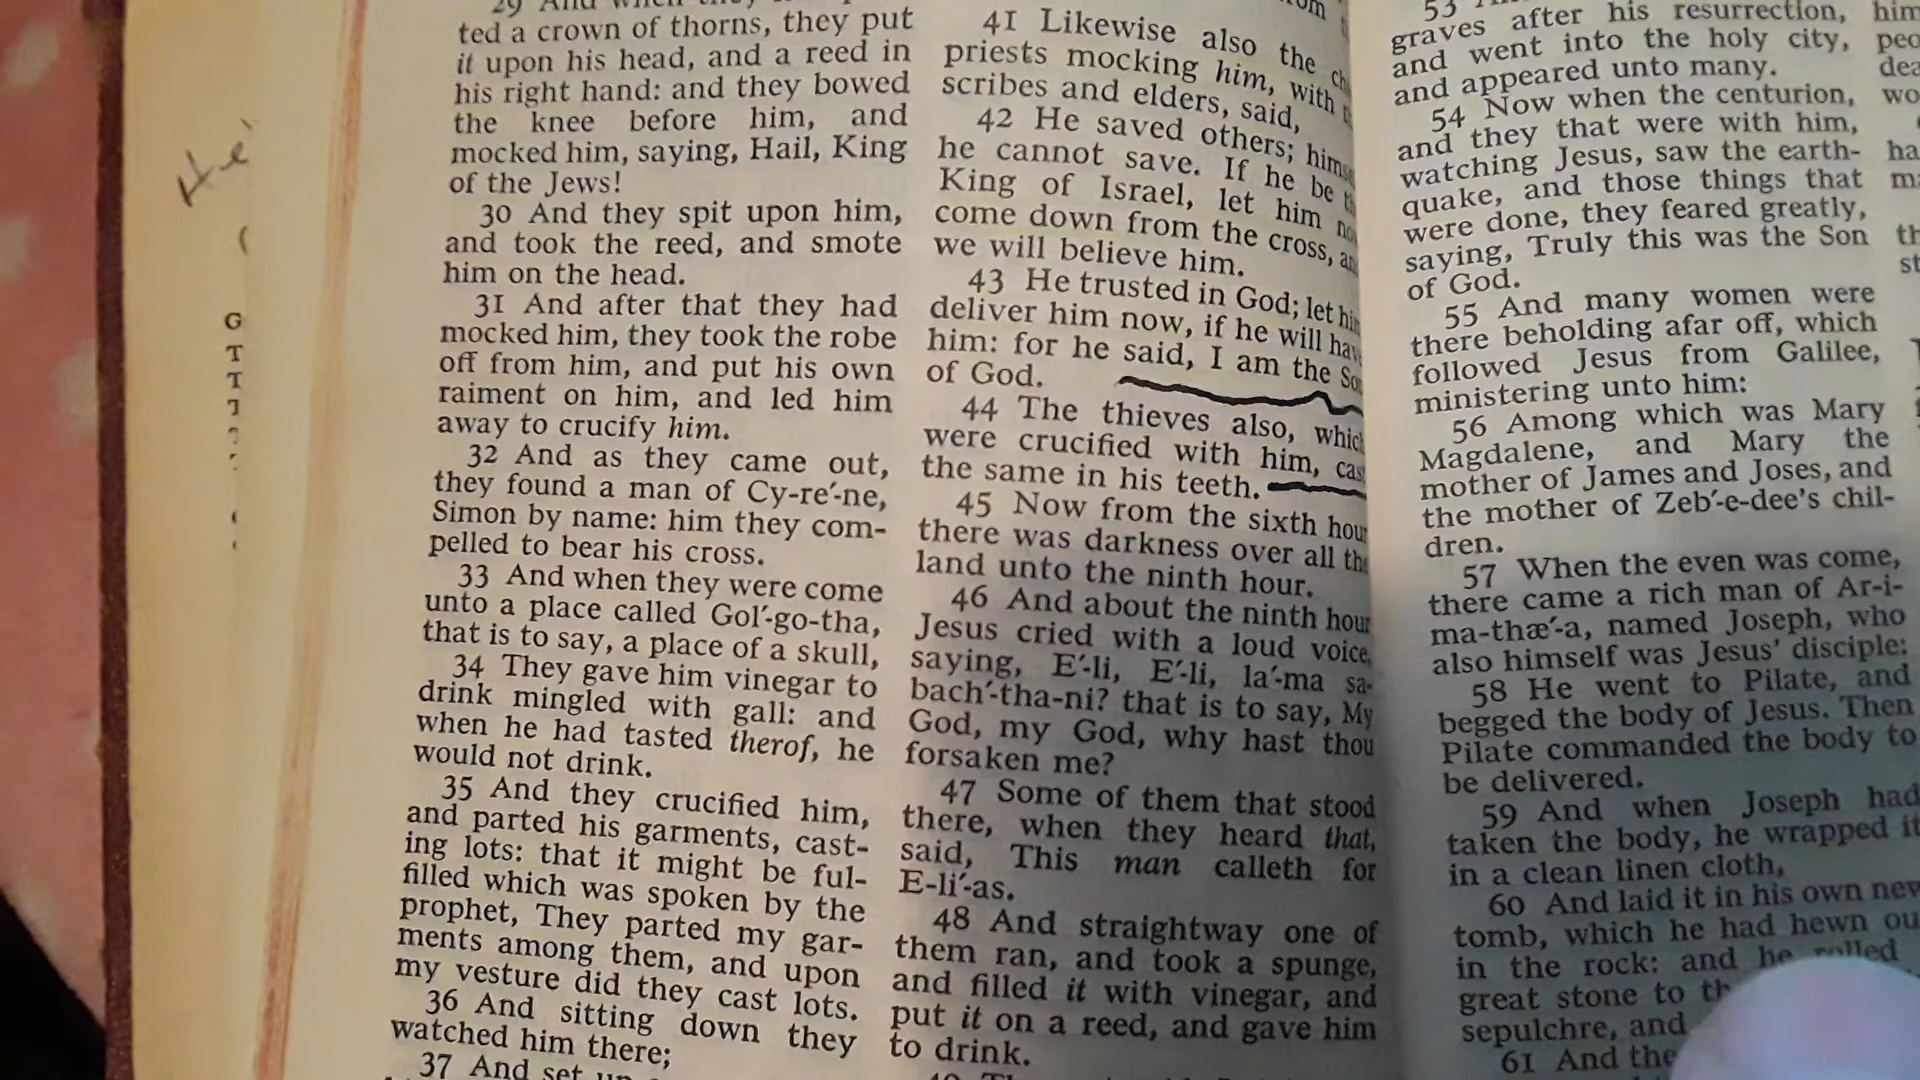 He
G
T
T
29 And when they
ted a crown of thorns, they put
it upon his head, and a reed in
his right hand: and they bowed
the knee before him, and
mocked him, saying, Hail, King
of the Jews!
30 And they spit upon him,
and took the reed, and smote
him on the head.
31 And after that they had
mocked him, they took the robe
off from him, and put his own
raiment on him, and led him
away to crucify him.
32 And as they came out,
they found a man of Cy-re′-ne,
Simon by name: him they com-
pelled to bear his cross.
33 And when they were come
unto a place called Gol′-go-tha,
that is to say, a place of a skull,
34 They gave him vinegar to
drink mingled with gall: and
when he had tasted therof, he
would not drink.
35 And they crucified him,
and parted his garments, cast-
ing lots: that it might be ful-
filled which was spoken by the
prophet, They parted my gar-
ments among them, and upon
my vesture did they cast lots.
36 And sitting down they
watched him there;
37 And set up
41 Likewise also the
priests mocking him, with
scribes and elders, said,
42 He saved others;
he cannot save. If he be
King of Israel, let him
come down from the cross,
we will believe him.
43 He trusted in God; let
deliver him now, if he will
him: for he said, I am the
of God.
44 The thieves also,
were crucified with him,
the same in his teeth.
45 Now from the sixth
there was darkness over all
land unto the ninth hour.
46 And about the ninth hour
Jesus cried with a loud voice,
saying, E′-li, E′-li, la′-ma sa-
bach′-tha-ni? that is to say, My
God, my God, why hast thou
forsaken me?
47 Some of them that stood
there, when they heard that,
said, This man calleth for
E-li′-as.
48 And straightway one of
them ran, and took a spunge,
and filled it with vinegar, and
put it on a reed, and gave him
to drink.
53
graves after his resurrection,
and went into the holy city,
and appeared unto many.
54 Now when the centurion,
and they that were with him,
watching Jesus, saw the earth-
quake, and those things that
were done, they feared greatly,
saying, Truly this was the Son
of God.
55 And many women were
there beholding afar off, which
followed Jesus from Galilee,
ministering unto him:
56 Among which was Mary
Magdalene, and Mary the
mother of James and Joses, and
the mother of Zeb′-e-dee's chil-
dren.
57 When the even was come,
there came a rich man of Ar-i-
ma-thæ′-a, named Joseph, who
also himself was Jesus' disciple:
58 He went to Pilate, and
begged the body of Jesus. Then
Pilate commanded the body to
be delivered.
59 And when Joseph had
taken the body, he wrapped it
in a clean linen cloth,
60 And laid it in his own new
tomb, which he had hewn
in the rock: and he rolled
great stone to
sepulchre, and
61 And the
him